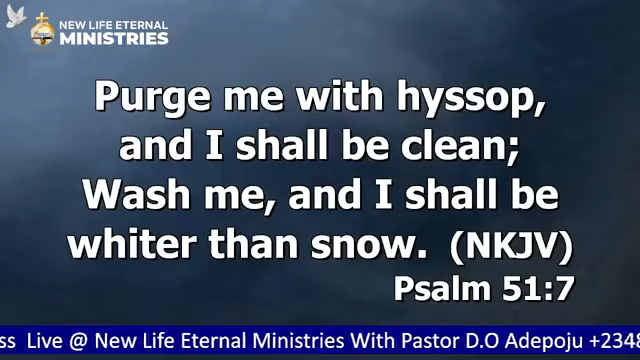 NEW LIFE ETERNAL
MINISTRIES
Purge me with hyssop,
and I shall be clean;
Wash me, and I shall be
whiter than snow. (NKJV)
Psalm 51:7
ss Live @ New Life Eternal Ministries With Pastor D.O Adepoju +2348